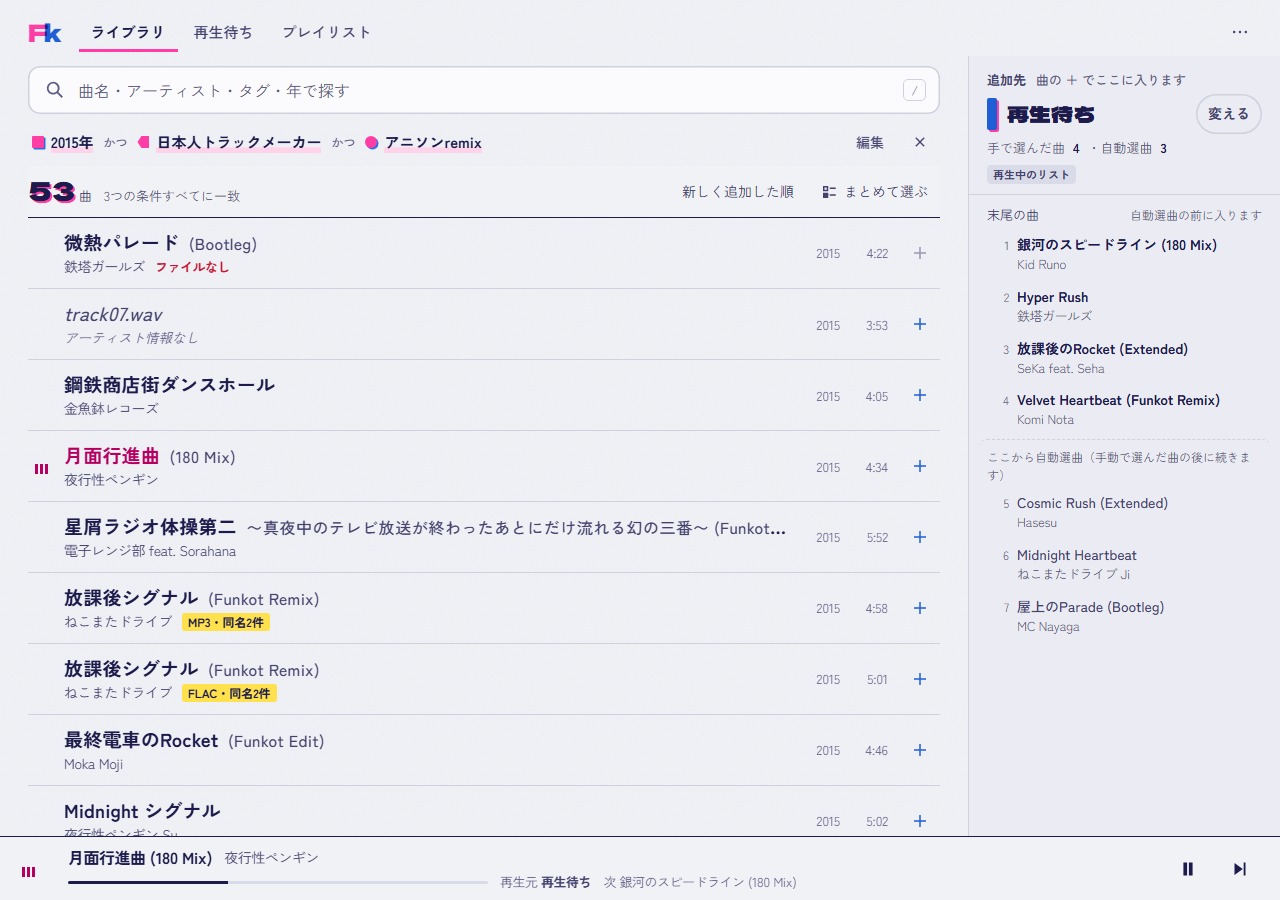 Fk ライブラリ 再生待ち プレイリスト …
曲名・アーティスト・タグ・年で探す /
2015年 かつ 日本人トラックメーカー かつ アニソンremix 編集 ×
53 曲 3つの条件すべてに一致 新しく追加した順 まとめて選ぶ
微熱パレード (Bootleg)
鉄塔ガールズ ファイルなし
2015 4:22 +
track07.wav
アーティスト情報なし
2015 3:53 +
鋼鉄商店街ダンスホール
金魚鉢レコーズ
2015 4:05 +
月面行進曲 (180 Mix)
夜行性ペンギン
2015 4:34 +
星屑ラジオ体操第二 〜真夜中のテレビ放送が終わったあとにだけ流れる幻の三番〜 (Funkot…
電子レンジ部 feat. Sorahana
2015 5:52 +
放課後シグナル (Funkot Remix)
ねこまたドライブ MP3・同名2件
2015 4:58 +
放課後シグナル (Funkot Remix)
ねこまたドライブ FLAC・同名2件
2015 5:01 +
最終電車のRocket (Funkot Edit)
Moka Moji
2015 4:46 +
Midnight シグナル
夜行性ペンギン Su
2015 5:02 +
追加先 曲の + でここに入ります
再生待ち 変える
手で選んだ曲 4 ・自動選曲 3
再生中のリスト
末尾の曲 自動選曲の前に入ります
1 銀河のスピードライン (180 Mix)
Kid Runo
2 Hyper Rush
鉄塔ガールズ
3 放課後のRocket (Extended)
SeKa feat. Seha
4 Velvet Heartbeat (Funkot Remix)
Komi Nota
ここから自動選曲（手動で選んだ曲の後に続きま
す）
5 Cosmic Rush (Extended)
Hasesu
6 Midnight Heartbeat
ねこまたドライブ Ji
7 屋上のParade (Bootleg)
MC Nayaga
月面行進曲 (180 Mix) 夜行性ペンギン
再生元 再生待ち 次 銀河のスピードライン (180 Mix)